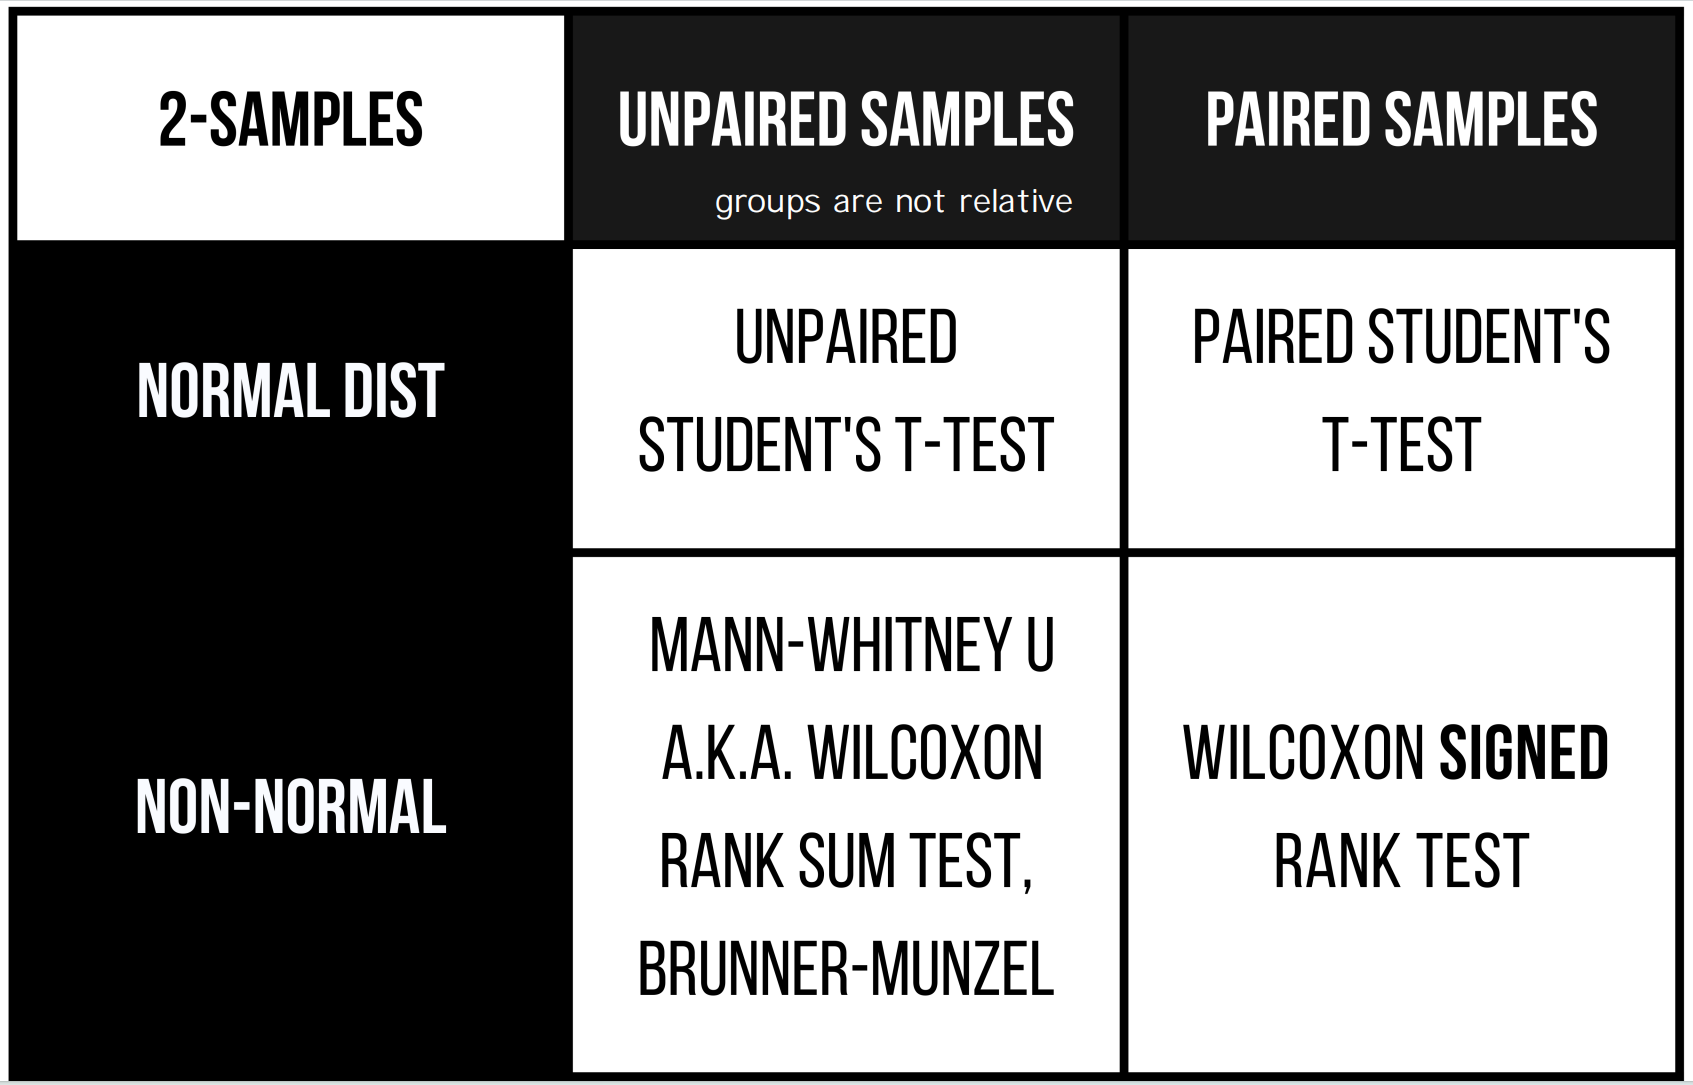 2-SAMPLES
UNPAIRED SAMPLES
groups are not relative
PAIRED SAMPLES
NORMAL DIST
UNPAIRED
STUDENT'S T-TEST
PAIRED STUDENT'S
T-TEST
NON-NORMAL
MANN-WHITNEY U
A.K.A. WILCOXON
RANK SUM TEST,
BRUNNER-MUNZEL
WILCOXON SIGNED
RANK TEST